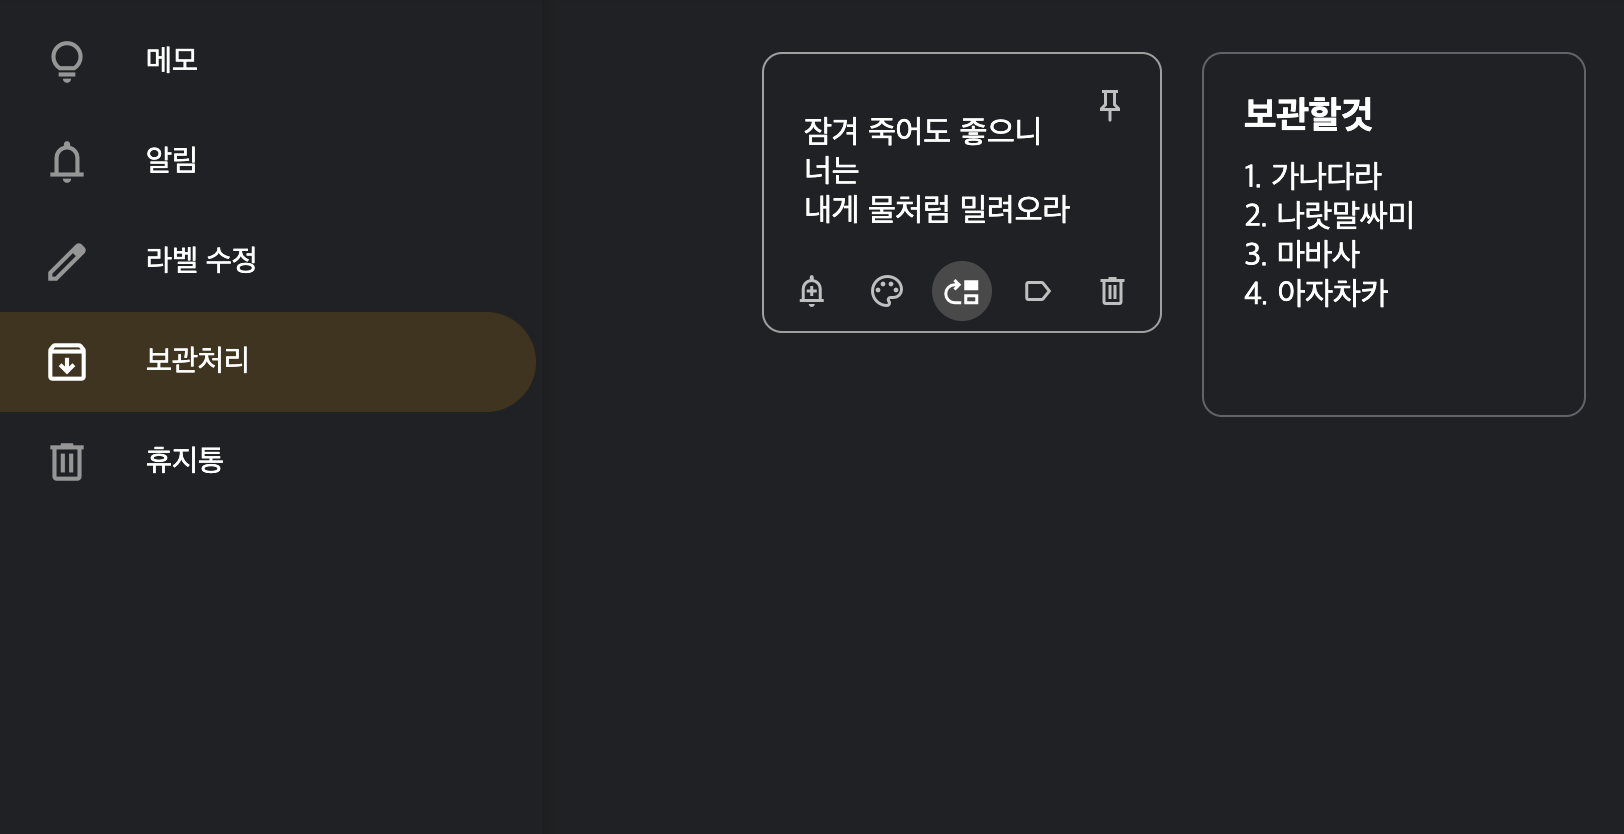 메모
알림
라벨 수정
보관처리
휴지통
잠겨 죽어도 좋으니
너는
내게 물처럼 밀려오라
보관할것
1. 가나다라
2. 나랏말싸미
3. 마바사
4. 아자차카